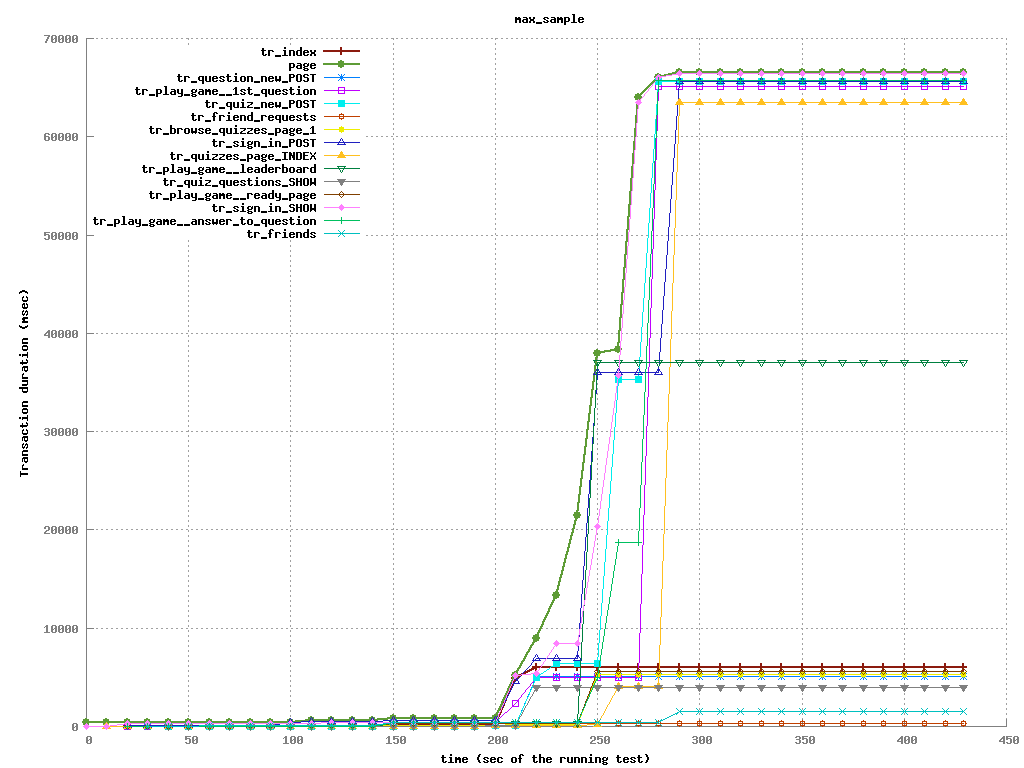 max_sample
70000
60000
50000
40000
30000
20000
10000
0
tr_index
page
tr_question_new_POST
tr_play_game__1st_question
tr_quiz_new_POST
tr_friend_requests
tr_browse_quizzes_page_1
tr_sign_in_POST
tr_quizzes_page_INDEX
tr_play_game__leaderboard
tr_quiz_questions_SHOW
tr_play_game__ready_page
tr_sign_in_SHOW
tr_play_game__answer_to_question
tr_friends
Transaction duration (msec)
0 50 100 150 200 250 300 350 400 450
time (sec of the running test)